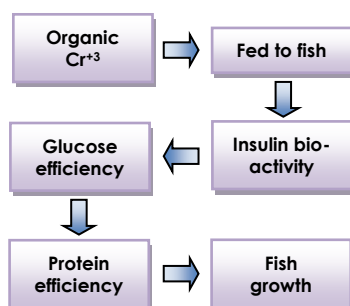 Organic
Cr⁺³
Fed to fish
Insulin bio-
activity
Glucose
efficiency
Protein
efficiency
Fish
growth